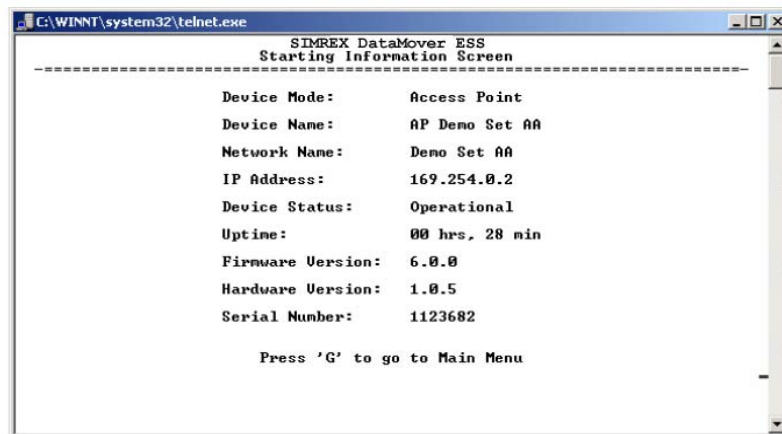 C:\WINNT\system32\telnet.exe
SIMREX DataMover ESS
Starting Information Screen
Device Mode: Access Point
Device Name: AP Demo Set AA
Network Name: Demo Set AA
IP Address: 169.254.0.2
Device Status: Operational
Uptime: 00 hrs, 28 min
Firmware Version: 6.0.0
Hardware Version: 1.0.5
Serial Number: 1123682
Press 'G' to go to Main Menu